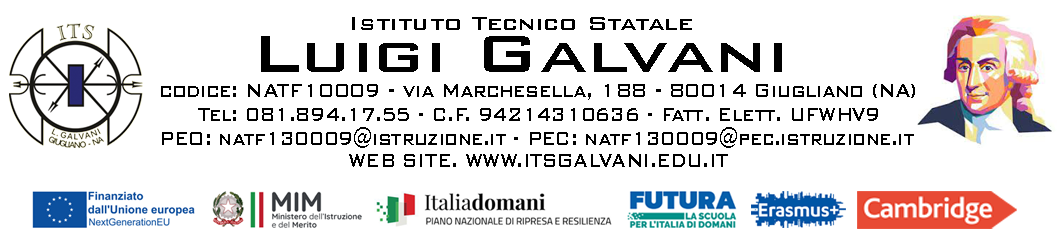 Istituto Tecnico Statale
Luigi Galvani
codice: NATF10009 - via Marchesella, 188 - 80014 Giugliano (NA)
Tel: 081.894.17.55 - C.F. 94214310636 - Fatt. Elett. UFWHV9
PEO: natf130009@istruzione.it - PEC: natf130009@pec.istruzione.it
WEB SITE. WWW.ITSGALVANI.EDU.IT
ITS
L. GALVANI
GIUGLIANO - NA
Finanziato
dall'Unione europea
NextGenerationEU
MIM
Ministero dell'Istruzione
e del Merito
Italiadomani
PIANO NAZIONALE DI RIPRESA E RESILIENZA
FUTURA
LA SCUOLA
PER L'ITALIA DI DOMANI
Erasmus+
Cambridge